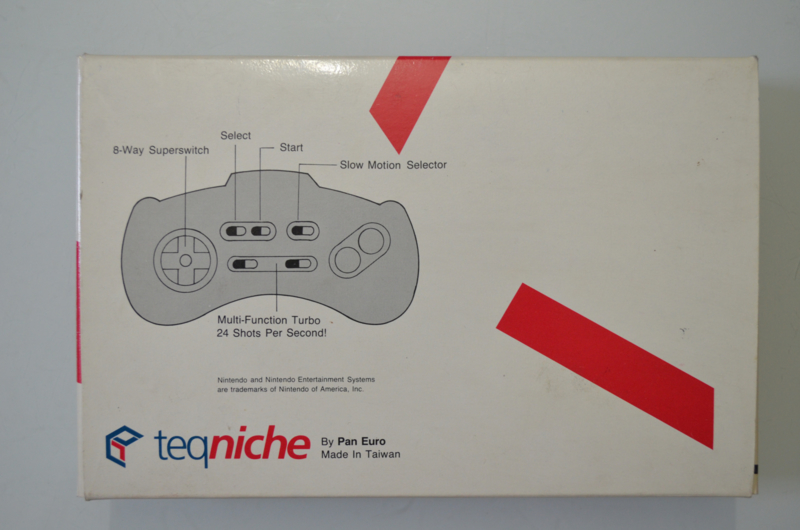 Select
8-Way Superswitch
Start
Slow Motion Selector
Multi-Function Turbo
24 Shots Per Second!
Nintendo and Nintendo Entertainment Systems
are trademarks of Nintendo of America, Inc.
teqniche
By Pan Euro
Made In Taiwan